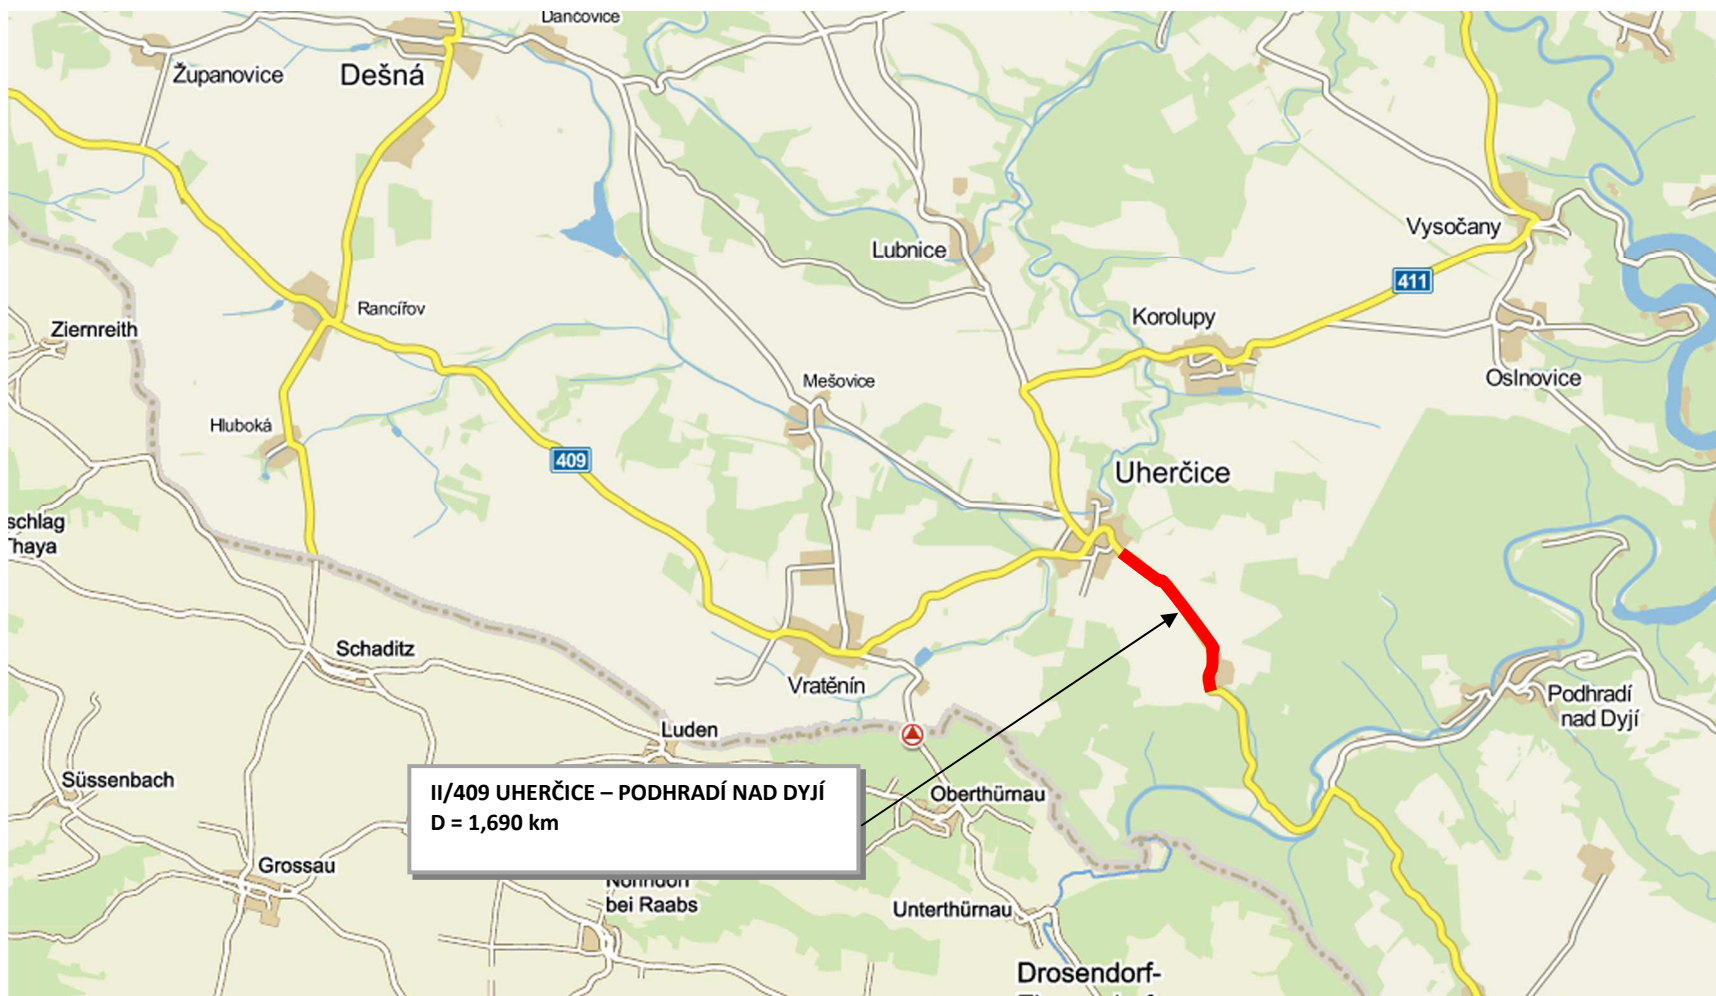 Dančovice
Županovice
Dešná
Vysočany
Lubnice
411
Rancířov
Korolupy
Ziernreith
Oslnovice
Mešovice
Hluboká
409
Uherčice
schlag
Thaya
Schaditz
Vratěnín
Podhradí
nad Dyjí
Luden
Süssenbach
II/409 UHERČICE – PODHRADÍ NAD DYJÍ
D = 1,690 km
Oberthürnau
Grossau
bei Raabs
Unterthürnau
Drosendorf-